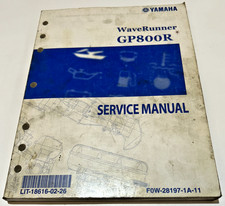 YAMAHA
WaveRunner
GP800R
SERVICE MANUAL
LIT-18616-02-26
F0W-28197-1A-11